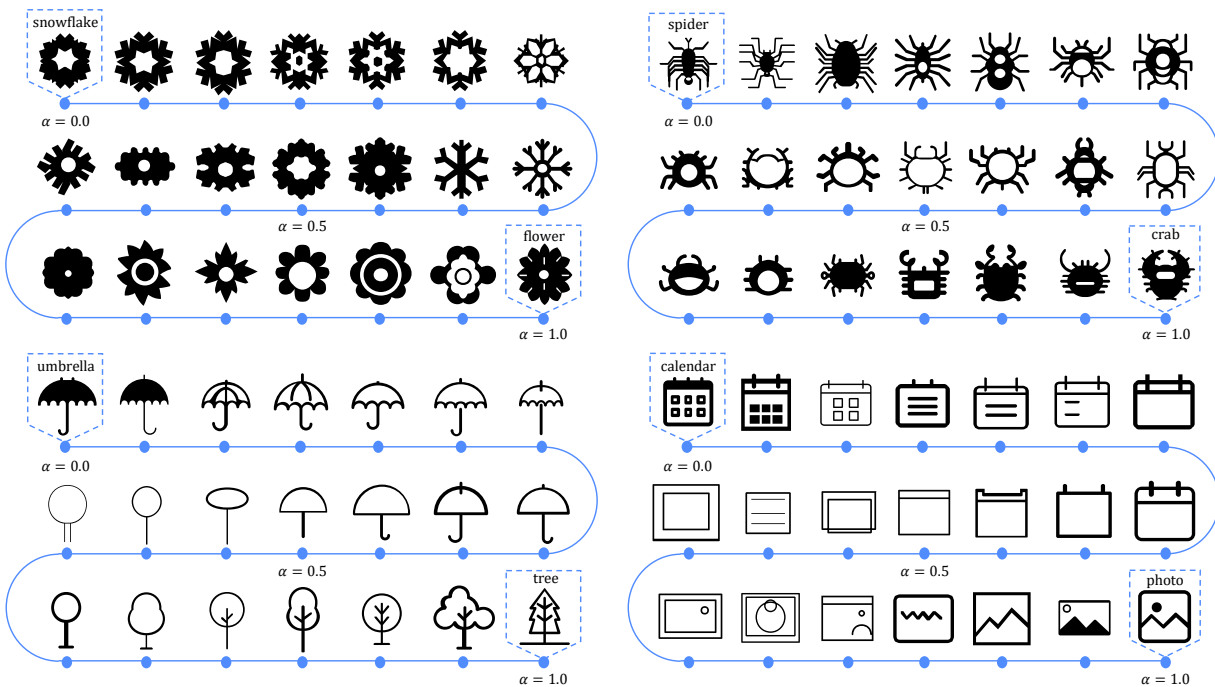 snowflake
α = 0.0
α = 0.5
flower
α = 1.0
spider
α = 0.0
α = 0.5
crab
α = 1.0
umbrella
α = 0.0
α = 0.5
tree
α = 1.0
calendar
α = 0.0
α = 0.5
photo
α = 1.0